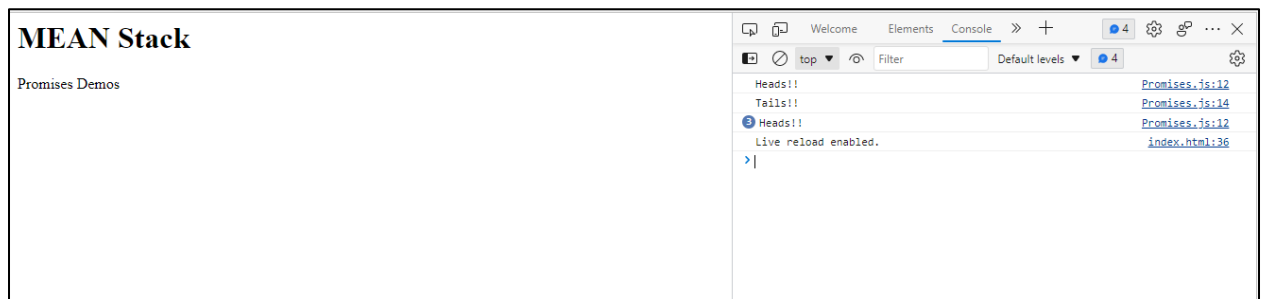 MEAN Stack
Promises Demos
Welcome Elements Console » + 4 ··· ×
top ▼ Filter Default levels ▼ 4
Heads!! Promises.js:12
Tails!! Promises.js:14
3 Heads!! Promises.js:12
Live reload enabled. index.html:36
>